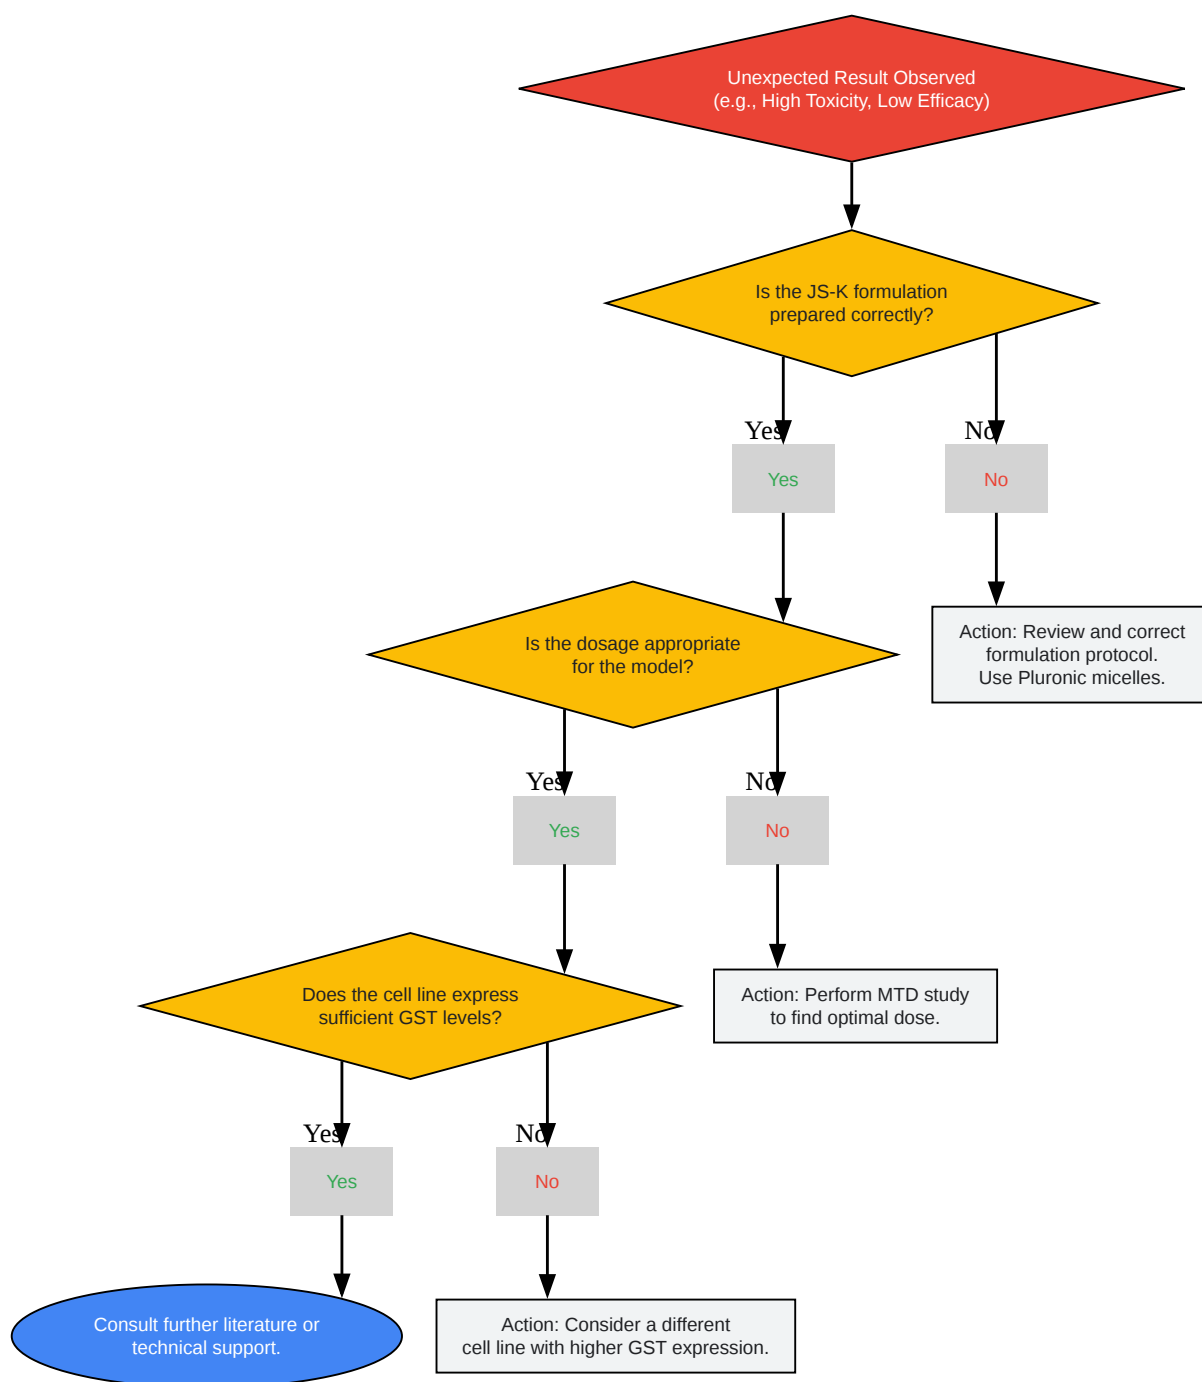 Unexpected Result Observed
(e.g., High Toxicity, Low Efficacy)
Is the JS-K formulation
prepared correctly?
Yes
No
Yes
No
Action: Review and correct
formulation protocol.
Use Pluronic micelles.
Is the dosage appropriate
for the model?
Yes
No
Yes
No
Action: Perform MTD study
to find optimal dose.
Does the cell line express
sufficient GST levels?
Yes
No
Yes
No
Consult further literature or
technical support.
Action: Consider a different
cell line with higher GST expression.